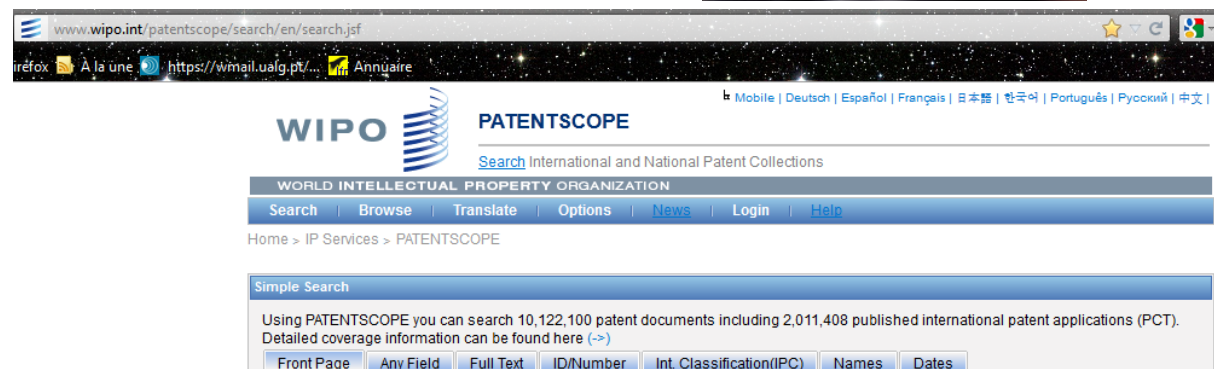 www.wipo.int/patentscope/search/en/search.jsf
irefox À la une https://wmail.ualg.pt/... Annuaire
Mobile | Deutsch | Español | Français | 日本語 | 한국어 | Português | Русский | 中文 |
WIPO
PATENTSCOPE
Search International and National Patent Collections
WORLD INTELLECTUAL PROPERTY ORGANIZATION
Search | Browse | Translate | Options | News | Login | Help
Home > IP Services > PATENTSCOPE
Simple Search
Using PATENTSCOPE you can search 10,122,100 patent documents including 2,011,408 published international patent applications (PCT).
Detailed coverage information can be found here (->)
Front Page Any Field Full Text ID/Number Int. Classification(IPC) Names Dates